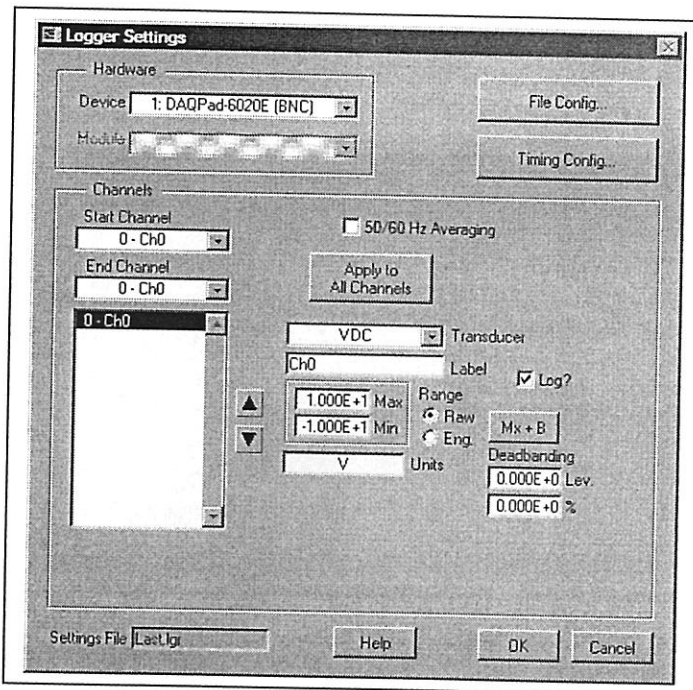 Logger Settings
Hardware
Device 1: DAQPad-6020E (BNC)
Module
File Config...
Timing Config...
Channels
Start Channel
0 - Ch0
End Channel
0 - Ch0
0 - Ch0
50/60 Hz Averaging
Apply to
All Channels
VDC Transducer
Ch0 Label
Log?
1.000E+1 Max
-1.000E+1 Min
Range
Raw
Eng.
Mx + B
V Units
Deadbanding
0.000E+0 Lev.
0.000E+0 %
Settings File Last.lgr
Help
OK
Cancel